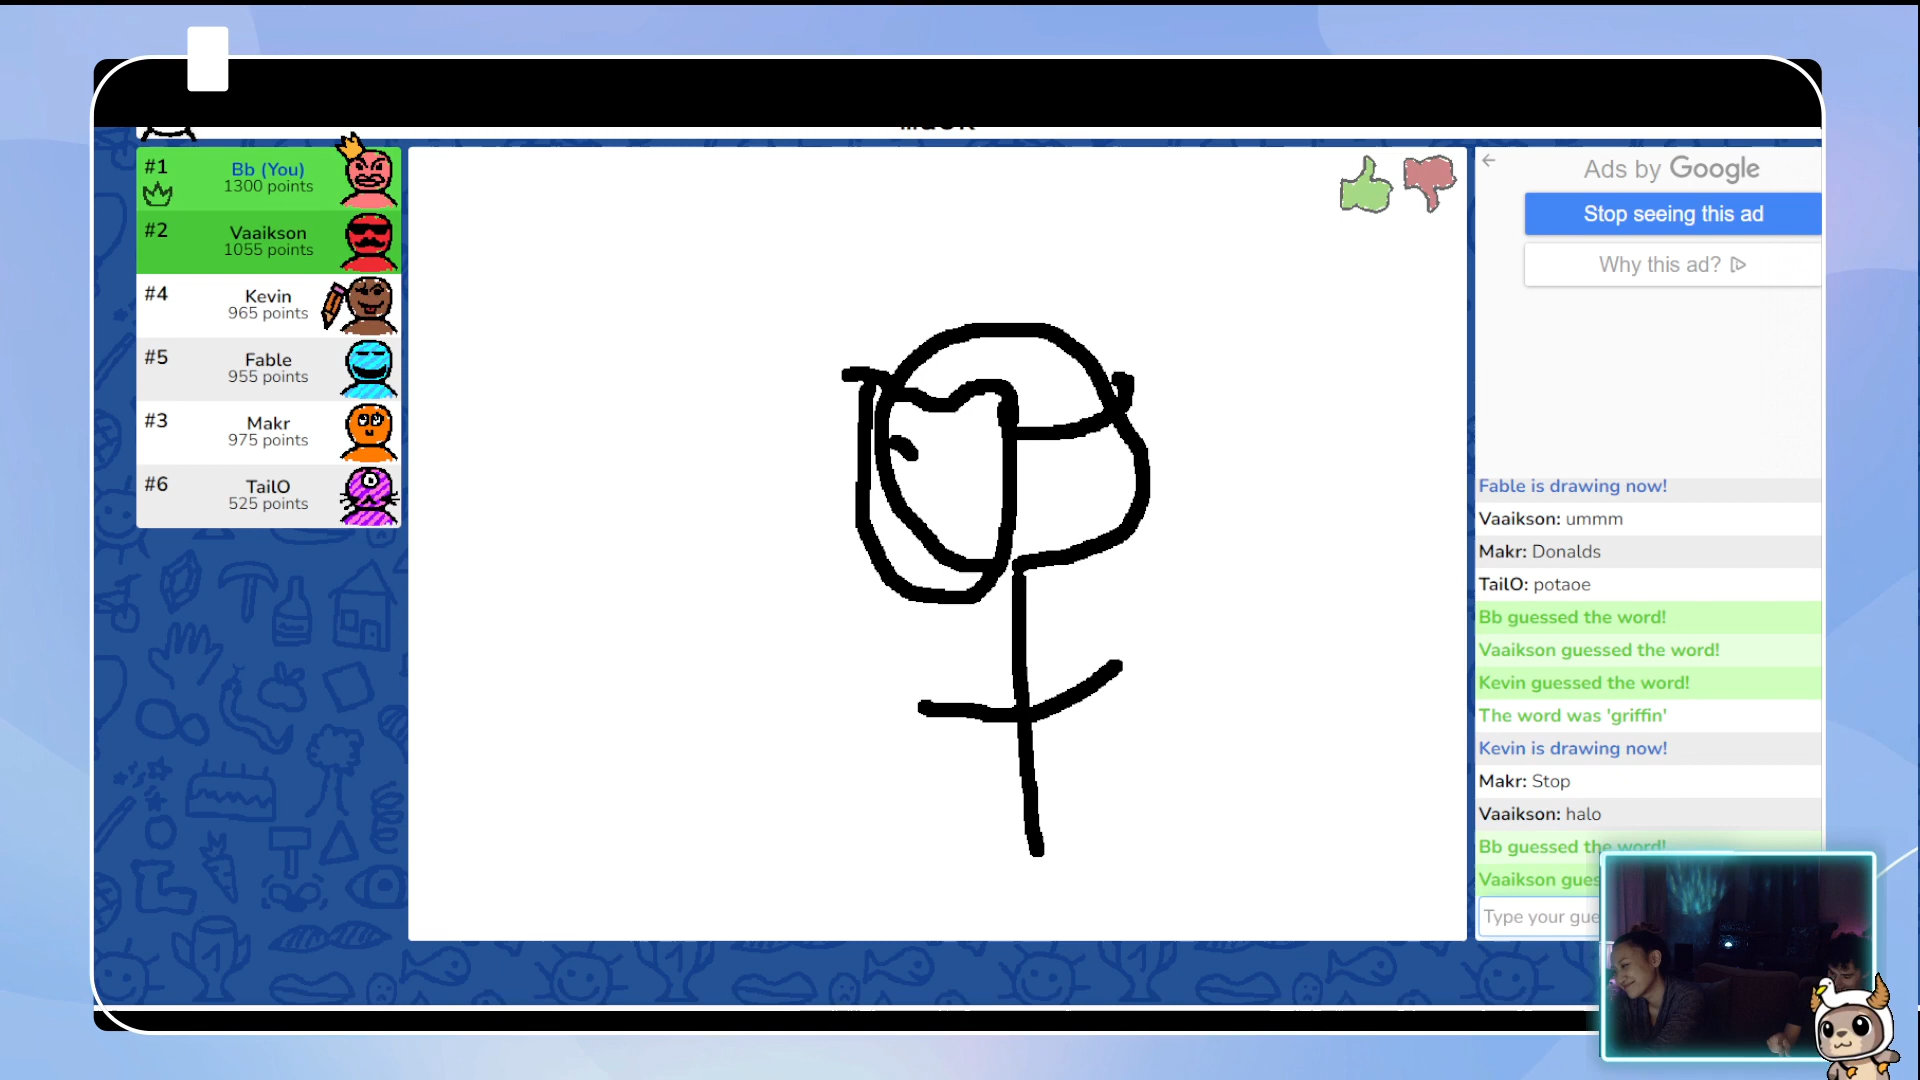 #1
Bb (You)
1300 points
#2
Vaaikson
1055 points
#4
Kevin
965 points
#5
Fable
955 points
#3
Makr
975 points
#6
TailO
525 points
Ads by Google
Stop seeing this ad
Why this ad?
Fable is drawing now!
Vaaikson: ummm
Makr: Donalds
TailO: potaoe
Bb guessed the word!
Vaaikson guessed the word!
Kevin guessed the word!
The word was 'griffin'
Kevin is drawing now!
Makr: Stop
Vaaikson: halo
Bb guessed the word!
Vaaikson gues
Type your gue